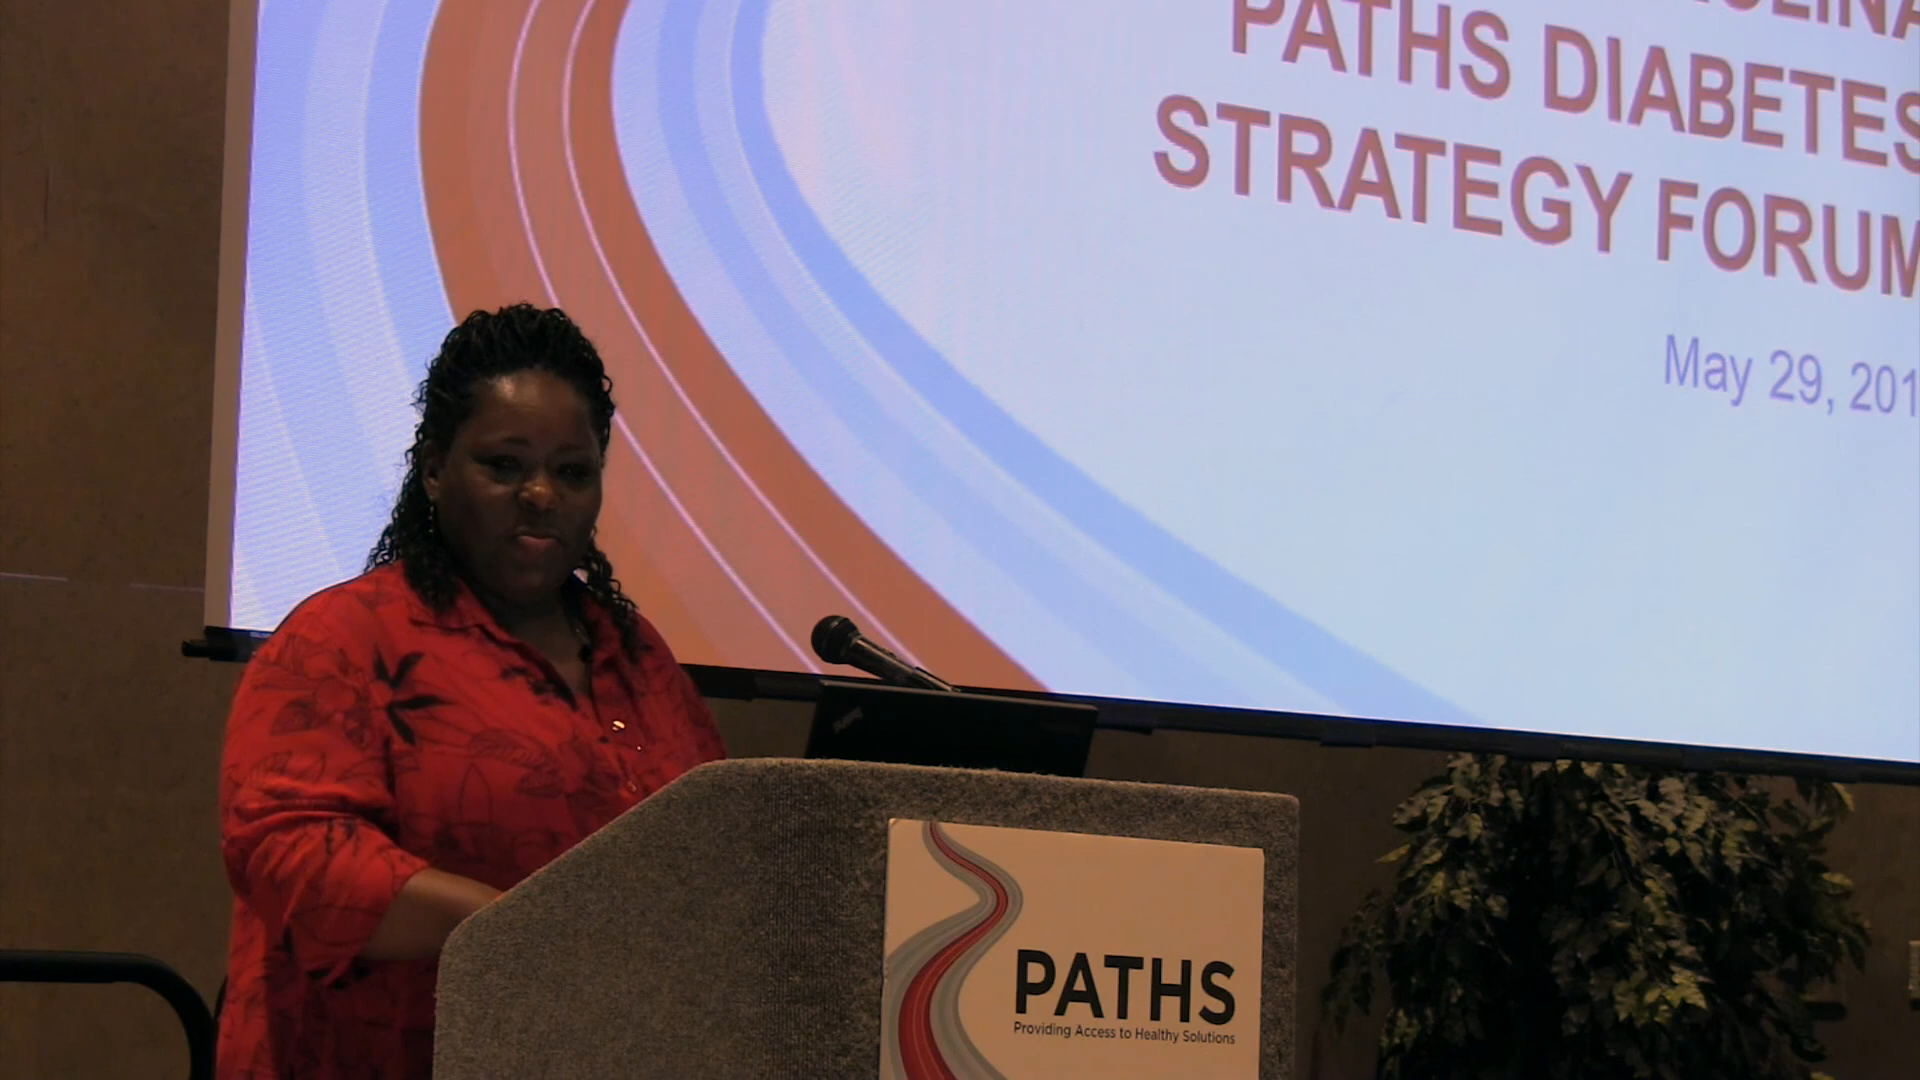 PATHS DIABETES
STRATEGY FORUM
May 29, 201
PATHS
Providing Access to Healthy Solutions